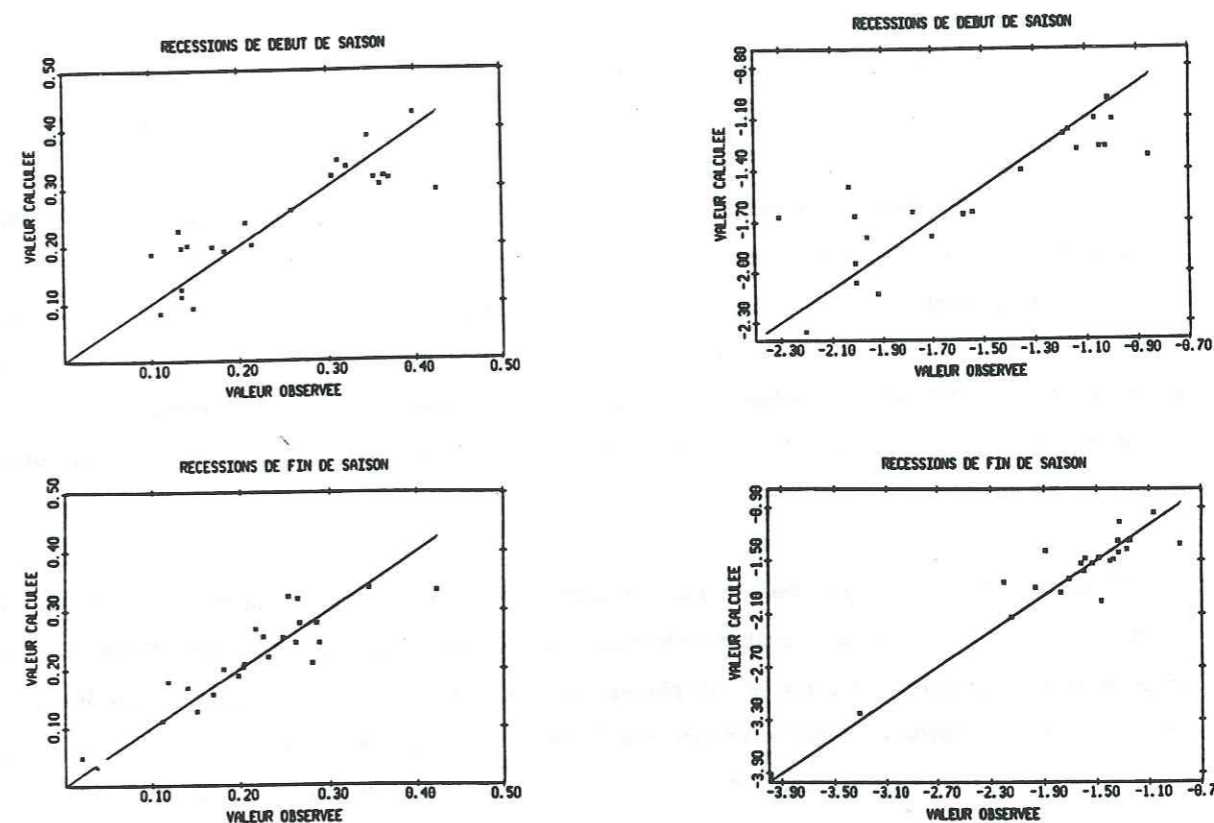 RECESSIONS DE DEBUT DE SAISON
0.50
0.40
0.30
0.20
0.10
VALEUR CALCULEE
0.10 0.20 0.30 0.40 0.50
VALEUR OBSERVEE
RECESSIONS DE DEBUT DE SAISON
-0.80
-1.10
-1.40
-1.70
-2.00
-2.30
VALEUR CALCULEE
-2.30 -2.10 -1.90 -1.70 -1.50 -1.30 -1.10 -0.90 -0.70
VALEUR OBSERVEE
RECESSIONS DE FIN DE SAISON
0.50
0.40
0.30
0.20
0.10
VALEUR CALCULEE
0.10 0.20 0.30 0.40 0.50
VALEUR OBSERVEE
RECESSIONS DE FIN DE SAISON
-0.90
-1.50
-2.10
-2.70
-3.30
-3.90
VALEUR CALCULEE
-3.90 -3.50 -3.10 -2.70 -2.30 -1.90 -1.50 -1.10 -0.7
VALEUR OBSERVEE